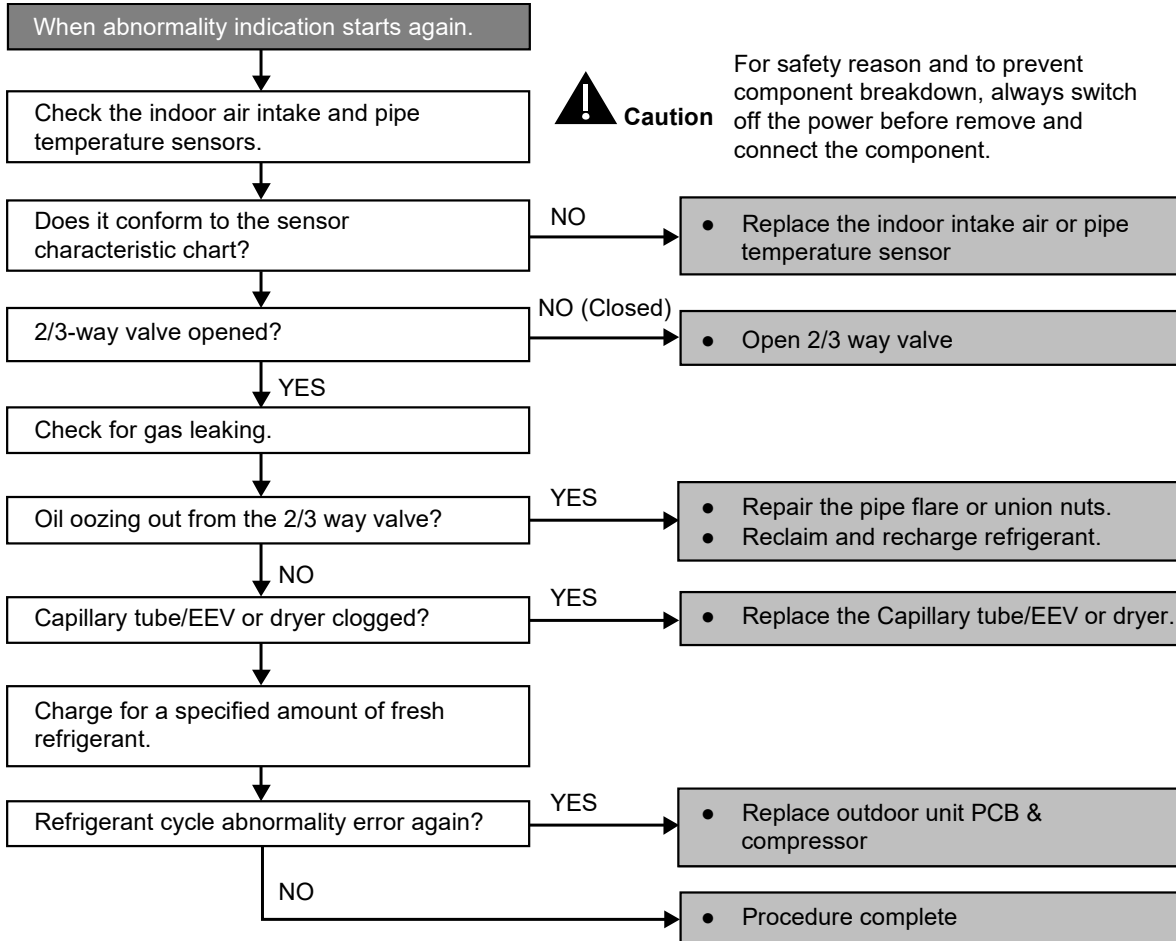 When abnormality indication starts again.
Check the indoor air intake and pipe
temperature sensors.
Caution
For safety reason and to prevent
component breakdown, always switch
off the power before remove and
connect the component.
Does it conform to the sensor
characteristic chart?
NO
● Replace the indoor intake air or pipe
temperature sensor
2/3-way valve opened?
NO (Closed)
● Open 2/3 way valve
YES
Check for gas leaking.
Oil oozing out from the 2/3 way valve?
YES
● Repair the pipe flare or union nuts.
● Reclaim and recharge refrigerant.
NO
Capillary tube/EEV or dryer clogged?
YES
● Replace the Capillary tube/EEV or dryer.
Charge for a specified amount of fresh
refrigerant.
Refrigerant cycle abnormality error again?
YES
● Replace outdoor unit PCB &
compressor
NO
● Procedure complete